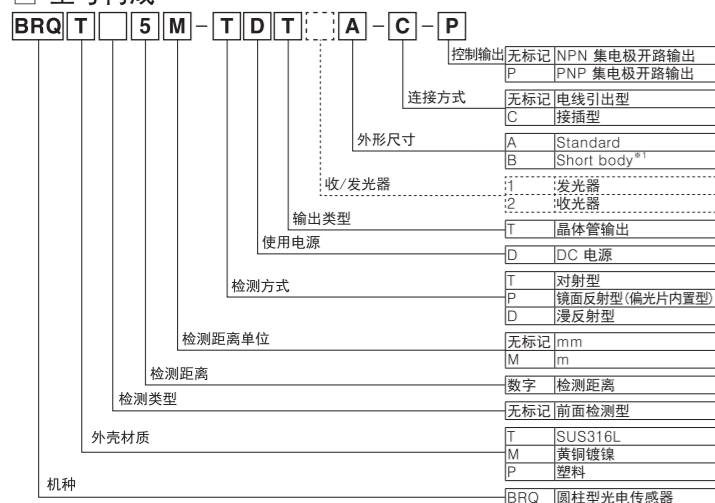 □ 型号构成
BRQ T 5 M - T D T A - C - P
控制输出 无标记 NPN 集电极开路输出
P PNP 集电极开路输出
连接方式 无标记 电线引出型
C 接插型
外形尺寸 A Standard
B Short body※1
收/发光器 1 发光器
2 收光器
输出类型 T 晶体管输出
使用电源 D DC 电源
检测方式 T 对射型
P 镜面反射型(偏光片内置型)
D 漫反射型
检测距离单位 无标记 mm
M m
检测距离 数字 检测距离
检测类型 无标记 前面检测型
外壳材质 T SUS316L
M 黄铜镀镍
P 塑料
机种 BRQ 圆柱型光电传感器